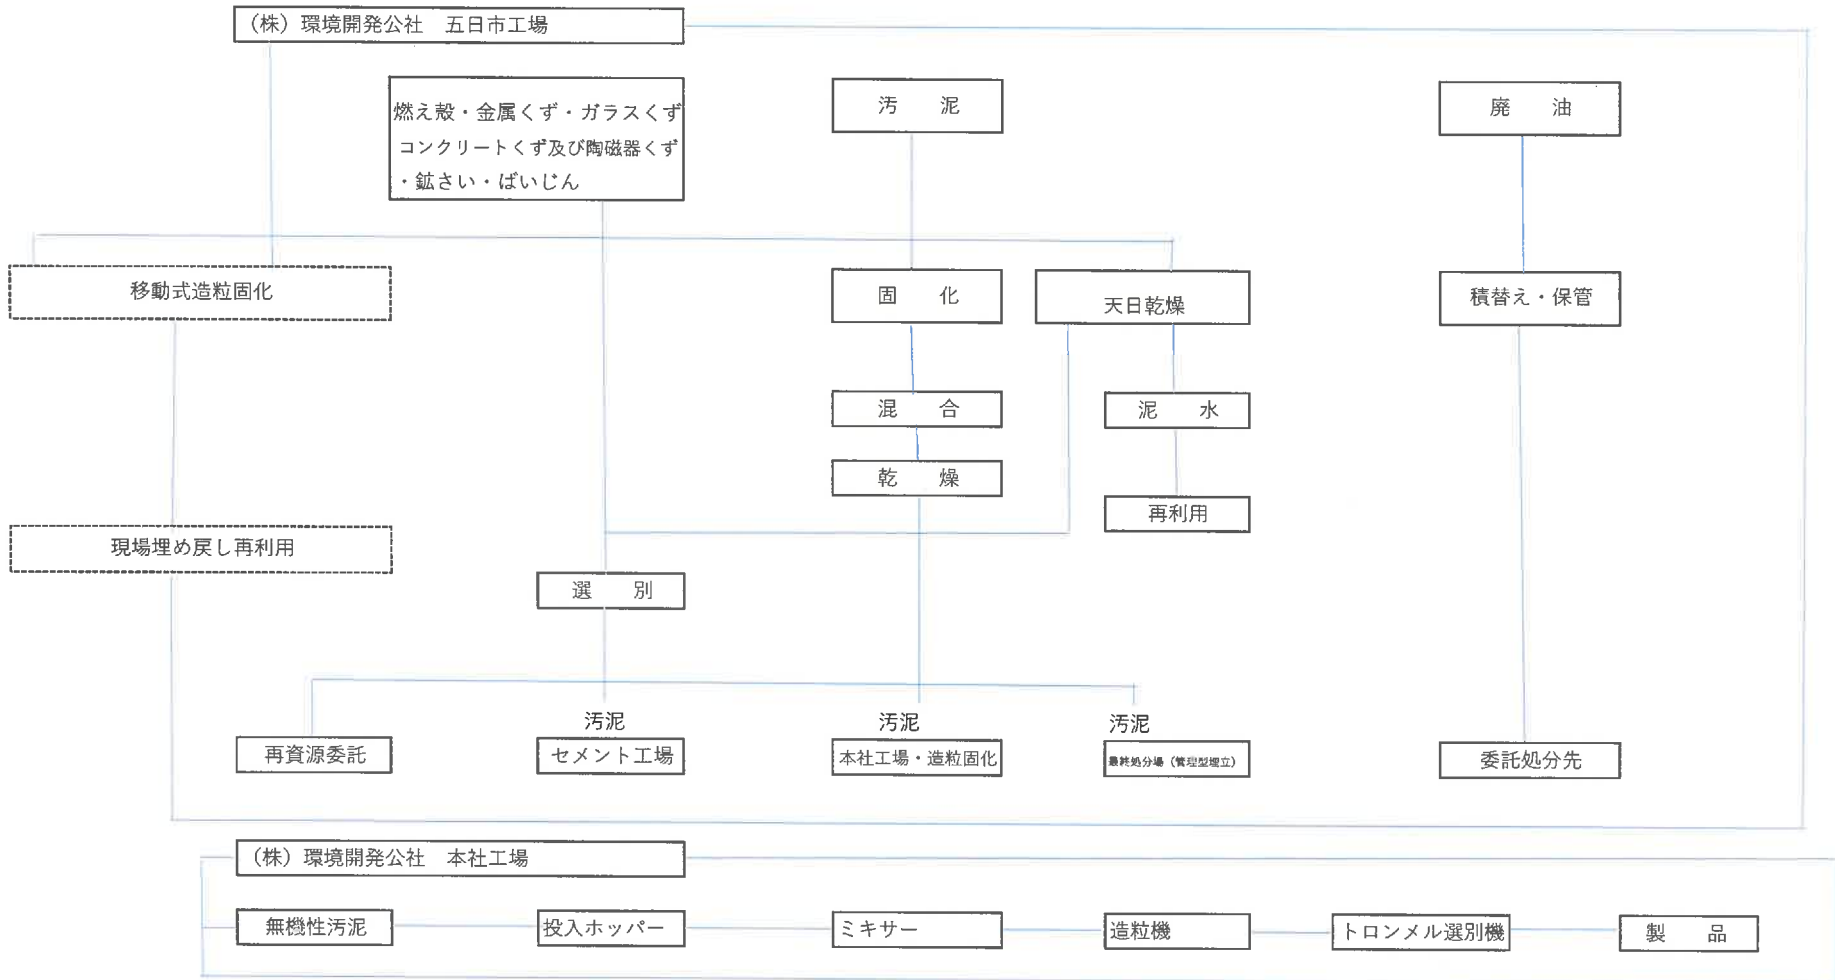 （株）環境開発公社　五日市工場
燃え殻・金属くず・ガラスくず
コンクリートくず及び陶磁器くず
・鉱さい・ばいじん
汚　　泥
廃　　油
移動式造粒固化
固　　化
天日乾燥
積替え・保管
混　　合
泥　　水
乾　　燥
再利用
現場埋め戻し再利用
選　　別
汚泥
汚泥
汚泥
再資源委託
セメント工場
本社工場・造粒固化
最終処分場（管理型埋立）
委託処分先
（株）環境開発公社　本社工場
無機性汚泥
投入ホッパー
ミキサー
造粒機
トロンメル選別機
製　　品